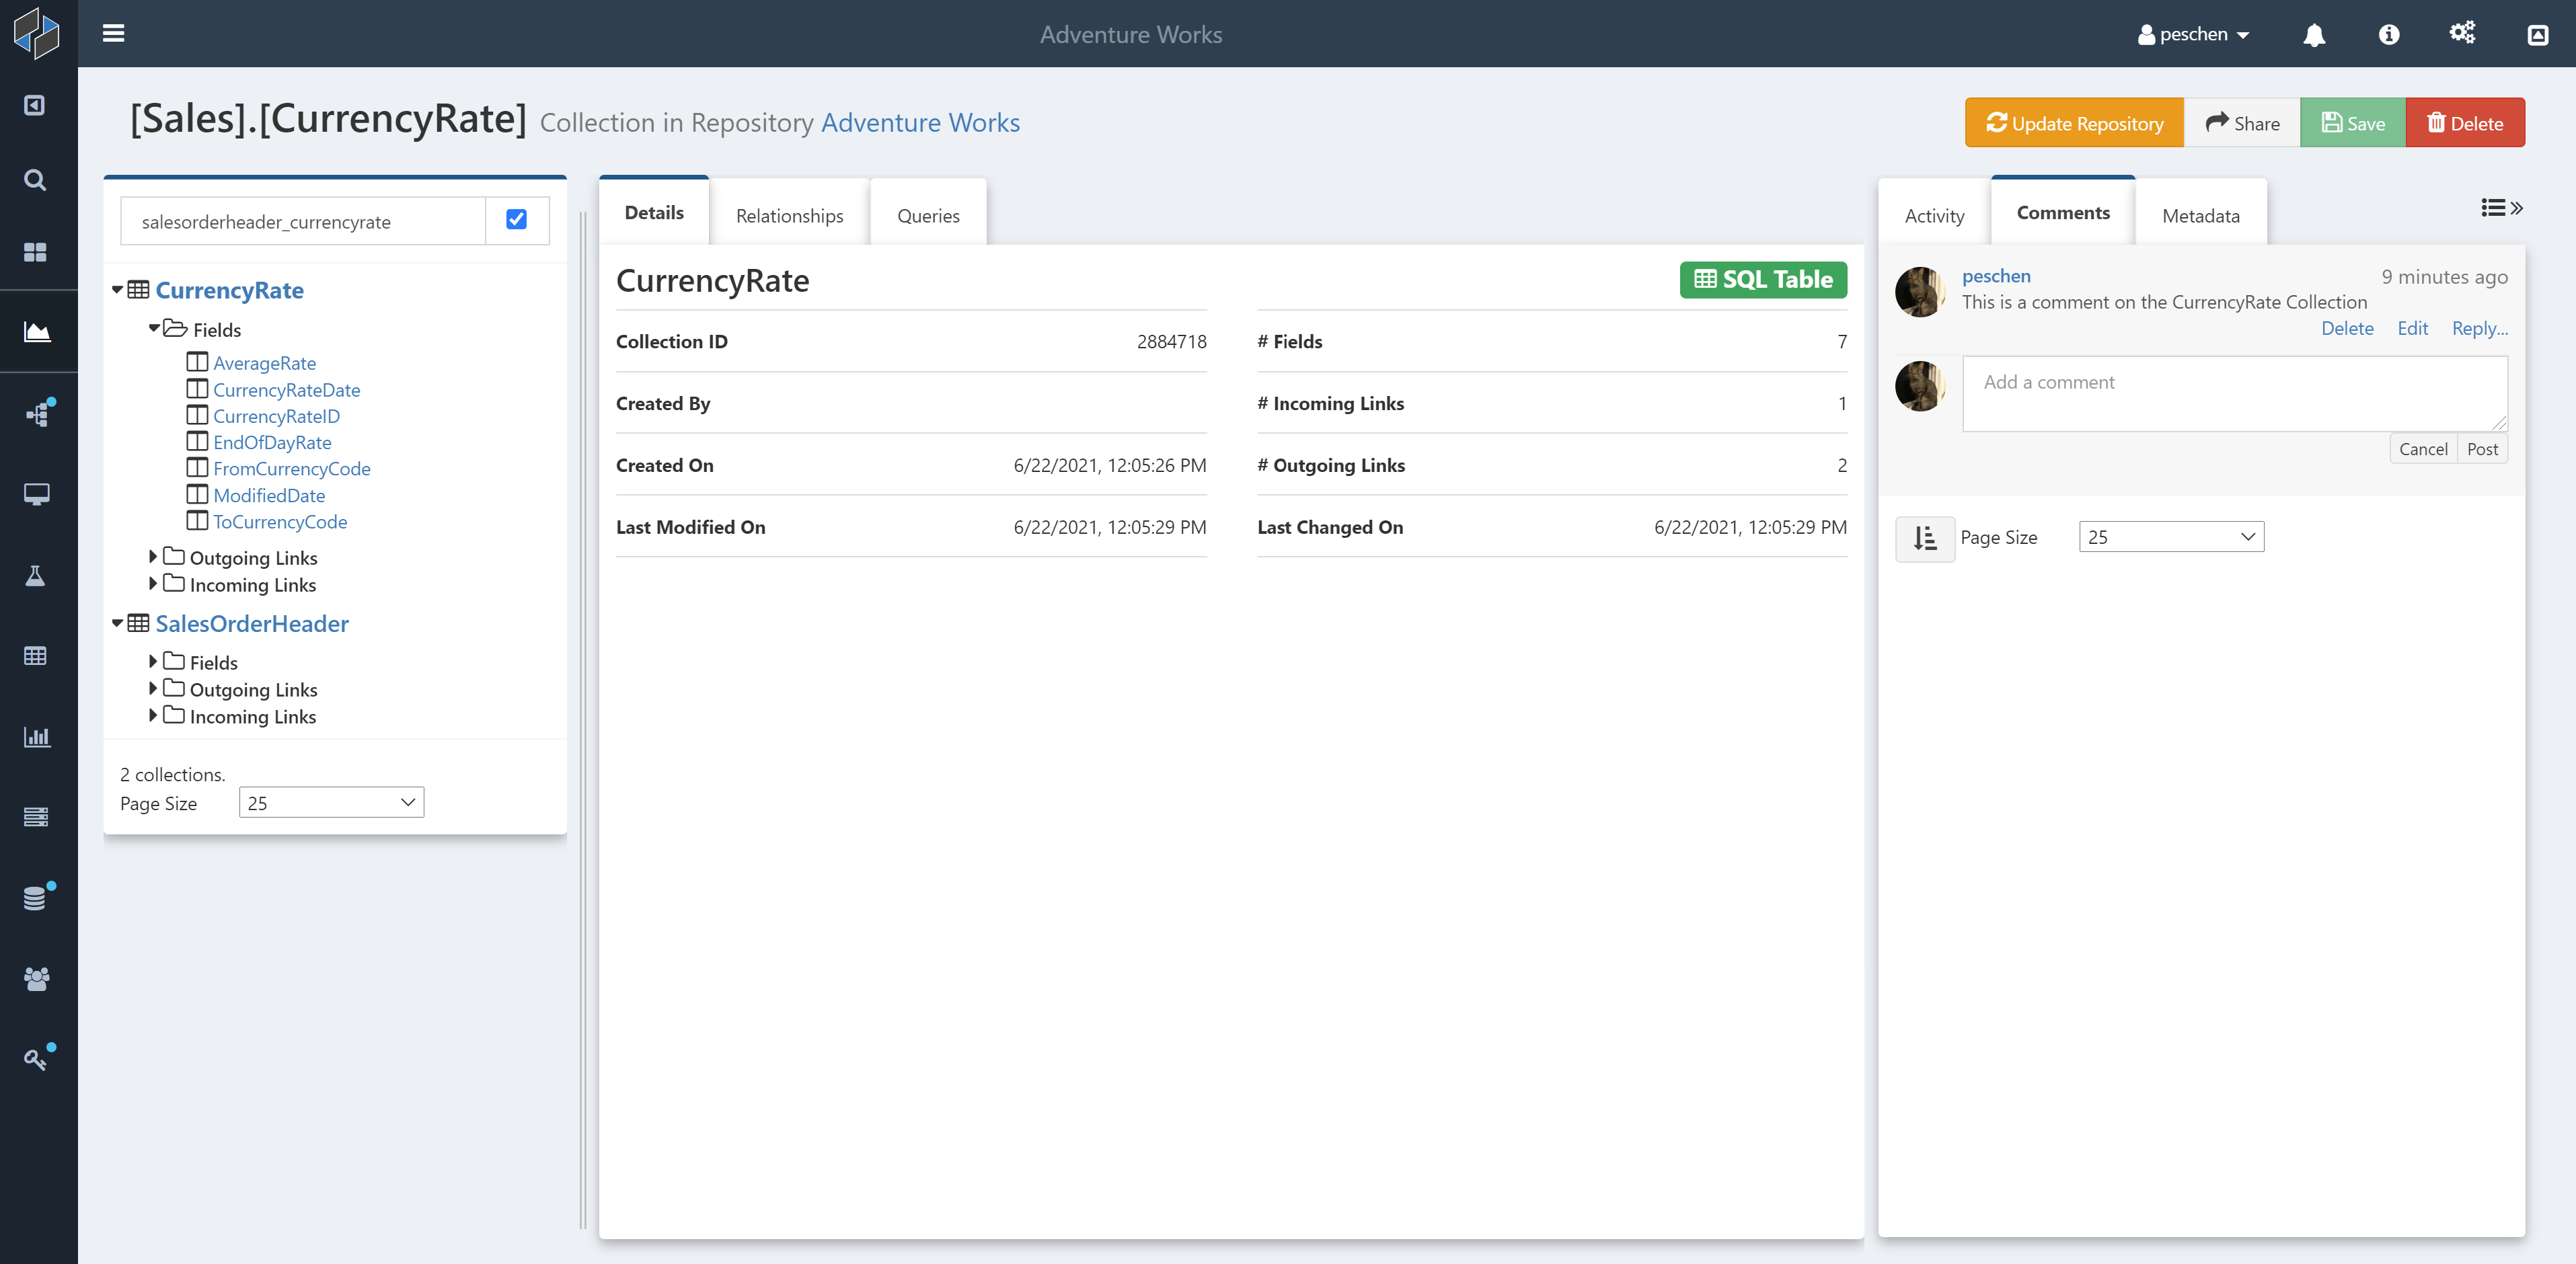 Adventure Works
peschen
[Sales].[CurrencyRate] Collection in Repository Adventure Works
Update Repository
Share
Save
Delete
salesorderheader_currencyrate
CurrencyRate
Fields
AverageRate
CurrencyRateDate
CurrencyRateID
EndOfDayRate
FromCurrencyCode
ModifiedDate
ToCurrencyCode
Outgoing Links
Incoming Links
SalesOrderHeader
Fields
Outgoing Links
Incoming Links
2 collections.
Page Size 25
Details Relationships Queries
CurrencyRate
SQL Table
Collection ID 2884718
# Fields 7
Created By
# Incoming Links 1
Created On 6/22/2021, 12:05:26 PM
# Outgoing Links 2
Last Modified On 6/22/2021, 12:05:29 PM
Last Changed On 6/22/2021, 12:05:29 PM
Activity Comments Metadata
peschen 9 minutes ago
This is a comment on the CurrencyRate Collection
Delete Edit Reply...
Add a comment
Cancel Post
Page Size 25